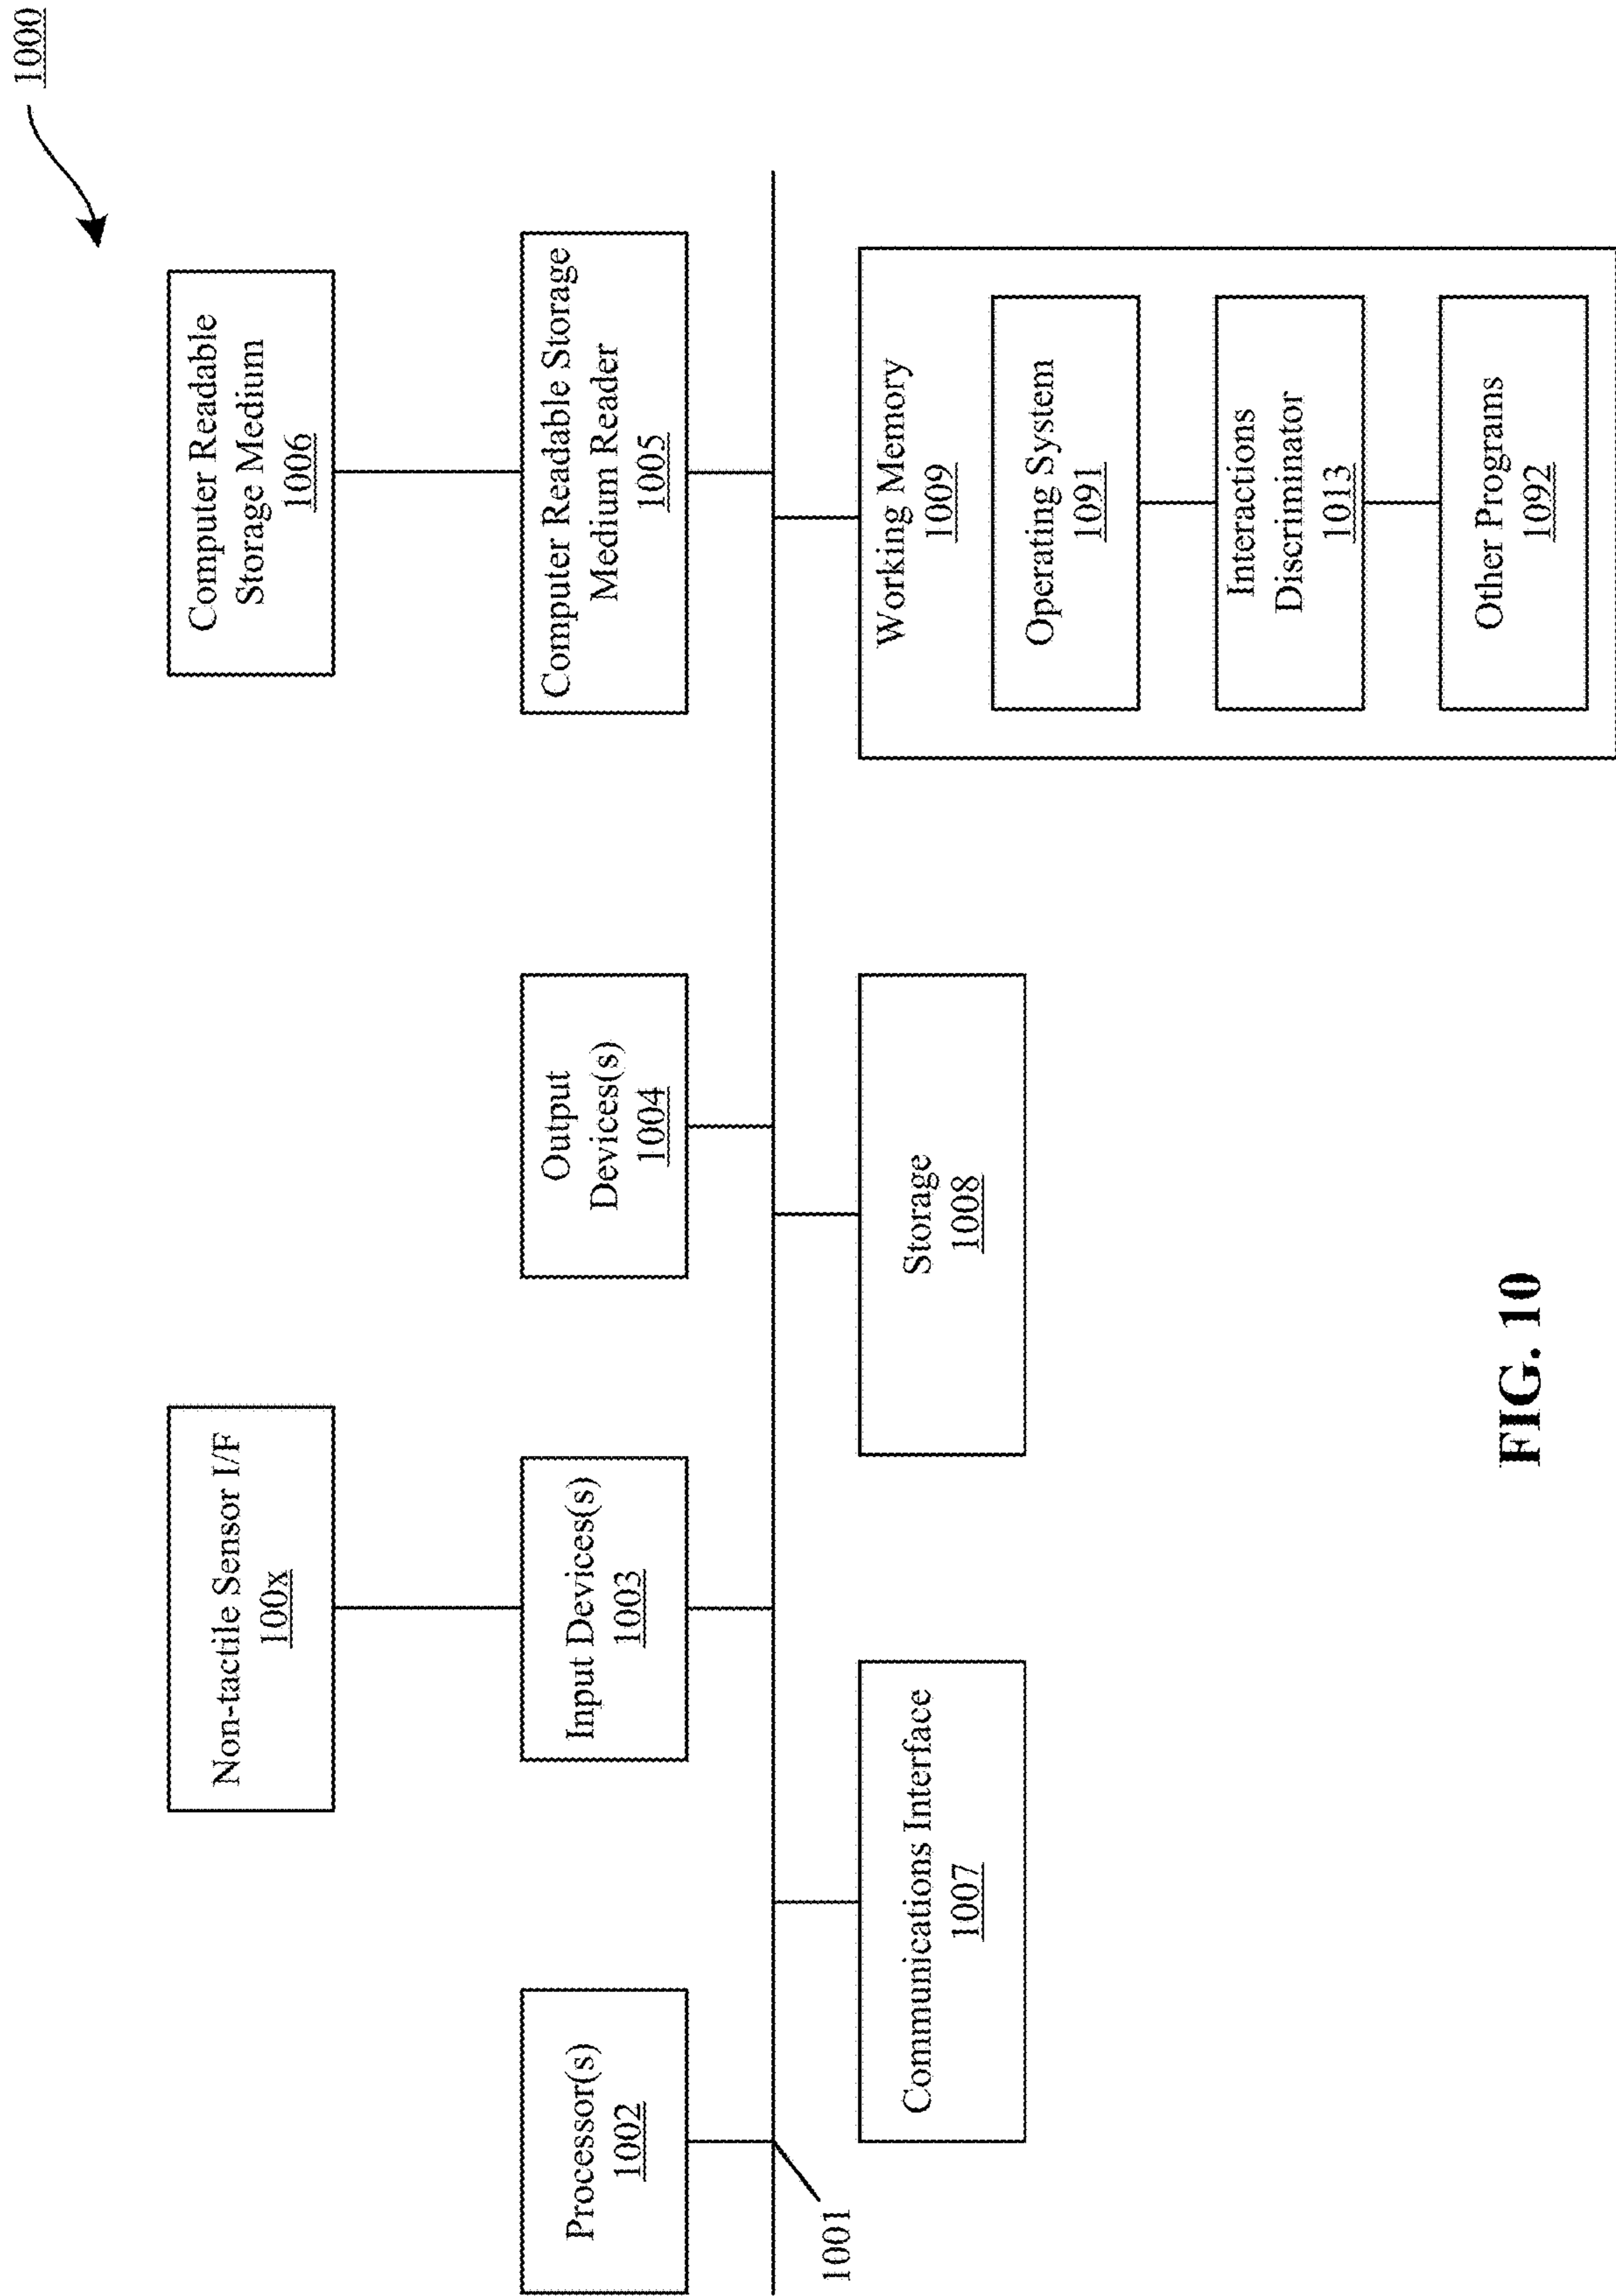 1000
Non-tactile Sensor I/F
100x
Computer Readable
Storage Medium
1006
Processor(s)
1002
Input Devices(s)
1003
Output
Devices(s)
1004
Computer Readable Storage
Medium Reader
1005
1001
Communications Interface
1007
Storage
1008
Working Memory
1009
Operating System
1091
Interactions
Discriminator
1013
Other Programs
1092
FIG. 10